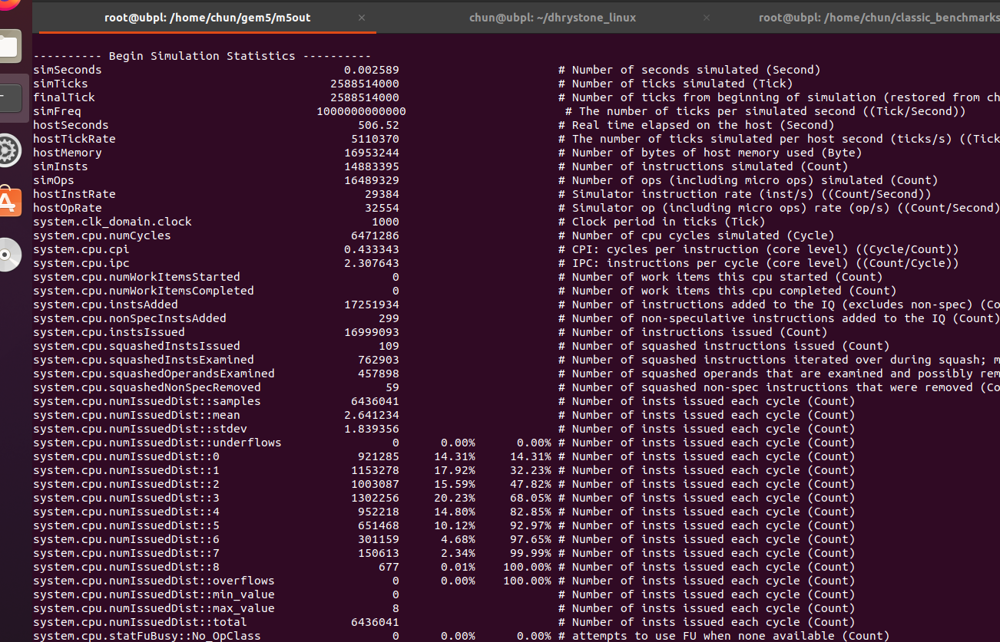 root@ubpl: /home/chun/gem5/m5out × chun@ubpl: ~/dhrystone_linux × root@ubpl: /home/chun/classic_benchmarks
---------- Begin Simulation Statistics ----------
simSeconds 0.002589 # Number of seconds simulated (Second)
simTicks 2588514000 # Number of ticks simulated (Tick)
finalTick 2588514000 # Number of ticks from beginning of simulation (restored from ch
simFreq 1000000000000 # The number of ticks per simulated second ((Tick/Second))
hostSeconds 506.52 # Real time elapsed on the host (Second)
hostTickRate 5110370 # The number of ticks simulated per host second (ticks/s) ((Tick
hostMemory 16953244 # Number of bytes of host memory used (Byte)
simInsts 14883395 # Number of instructions simulated (Count)
simOps 16489329 # Number of ops (including micro ops) simulated (Count)
hostInstRate 29384 # Simulator instruction rate (inst/s) ((Count/Second))
hostOpRate 32554 # Simulator op (including micro ops) rate (op/s) ((Count/Second)
system.clk_domain.clock 1000 # Clock period in ticks (Tick)
system.cpu.numCycles 6471286 # Number of cpu cycles simulated (Cycle)
system.cpu.cpi 0.433343 # CPI: cycles per instruction (core level) ((Cycle/Count))
system.cpu.ipc 2.307643 # IPC: instructions per cycle (core level) ((Count/Cycle))
system.cpu.numWorkItemsStarted 0 # Number of work items this cpu started (Count)
system.cpu.numWorkItemsCompleted 0 # Number of work items this cpu completed (Count)
system.cpu.instsAdded 17251934 # Number of instructions added to the IQ (excludes non-spec) (Co
system.cpu.nonSpecInstsAdded 299 # Number of non-speculative instructions added to the IQ (Count)
system.cpu.instsIssued 16999093 # Number of instructions issued (Count)
system.cpu.squashedInstsIssued 109 # Number of squashed instructions issued (Count)
system.cpu.squashedInstsExamined 762903 # Number of squashed instructions iterated over during squash; m
system.cpu.squashedOperandsExamined 457898 # Number of squashed operands that are examined and possibly rem
system.cpu.squashedNonSpecRemoved 59 # Number of squashed non-spec instructions that were removed (Co
system.cpu.numIssuedDist::samples 6436041 # Number of insts issued each cycle (Count)
system.cpu.numIssuedDist::mean 2.641234 # Number of insts issued each cycle (Count)
system.cpu.numIssuedDist::stdev 1.839356 # Number of insts issued each cycle (Count)
system.cpu.numIssuedDist::underflows 0 0.00% 0.00% # Number of insts issued each cycle (Count)
system.cpu.numIssuedDist::0 921285 14.31% 14.31% # Number of insts issued each cycle (Count)
system.cpu.numIssuedDist::1 1153278 17.92% 32.23% # Number of insts issued each cycle (Count)
system.cpu.numIssuedDist::2 1003087 15.59% 47.82% # Number of insts issued each cycle (Count)
system.cpu.numIssuedDist::3 1302256 20.23% 68.05% # Number of insts issued each cycle (Count)
system.cpu.numIssuedDist::4 952218 14.80% 82.85% # Number of insts issued each cycle (Count)
system.cpu.numIssuedDist::5 651468 10.12% 92.97% # Number of insts issued each cycle (Count)
system.cpu.numIssuedDist::6 301159 4.68% 97.65% # Number of insts issued each cycle (Count)
system.cpu.numIssuedDist::7 150613 2.34% 99.99% # Number of insts issued each cycle (Count)
system.cpu.numIssuedDist::8 677 0.01% 100.00% # Number of insts issued each cycle (Count)
system.cpu.numIssuedDist::overflows 0 0.00% 100.00% # Number of insts issued each cycle (Count)
system.cpu.numIssuedDist::min_value 0 # Number of insts issued each cycle (Count)
system.cpu.numIssuedDist::max_value 8 # Number of insts issued each cycle (Count)
system.cpu.numIssuedDist::total 6436041 # Number of insts issued each cycle (Count)
system.cpu.statFuBusy::No_OpClass 0 0.00% 0.00% # attempts to use FU when none available (Count)